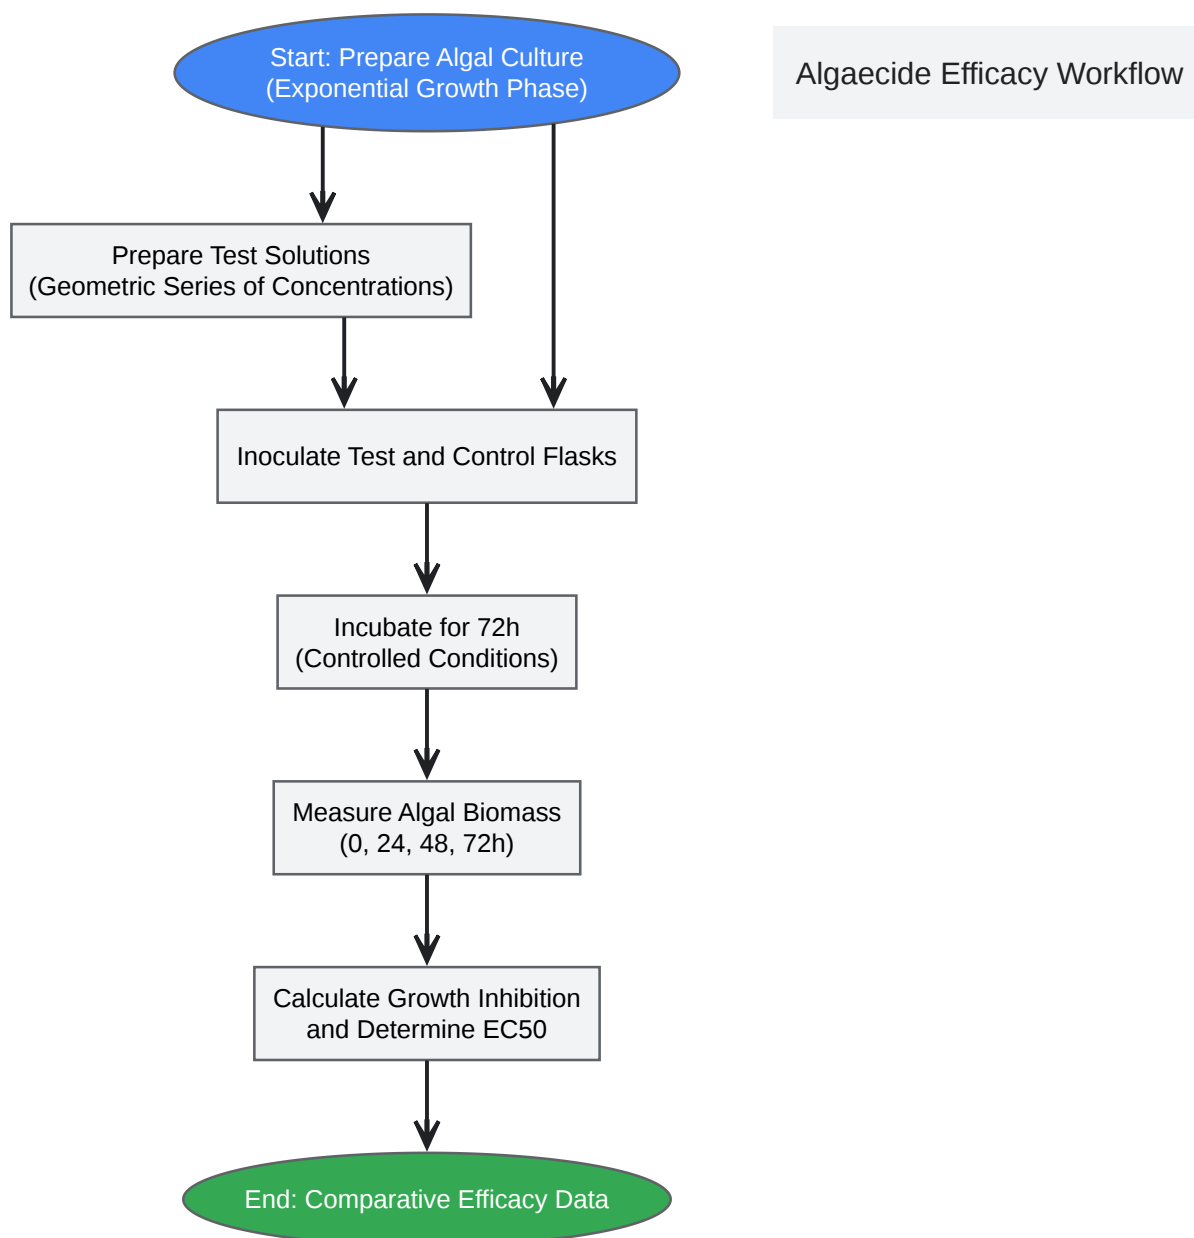 Start: Prepare Algal Culture
(Exponential Growth Phase)
Algaecide Efficacy Workflow
Prepare Test Solutions
(Geometric Series of Concentrations)
Inoculate Test and Control Flasks
Incubate for 72h
(Controlled Conditions)
Measure Algal Biomass
(0, 24, 48, 72h)
Calculate Growth Inhibition
and Determine EC50
End: Comparative Efficacy Data